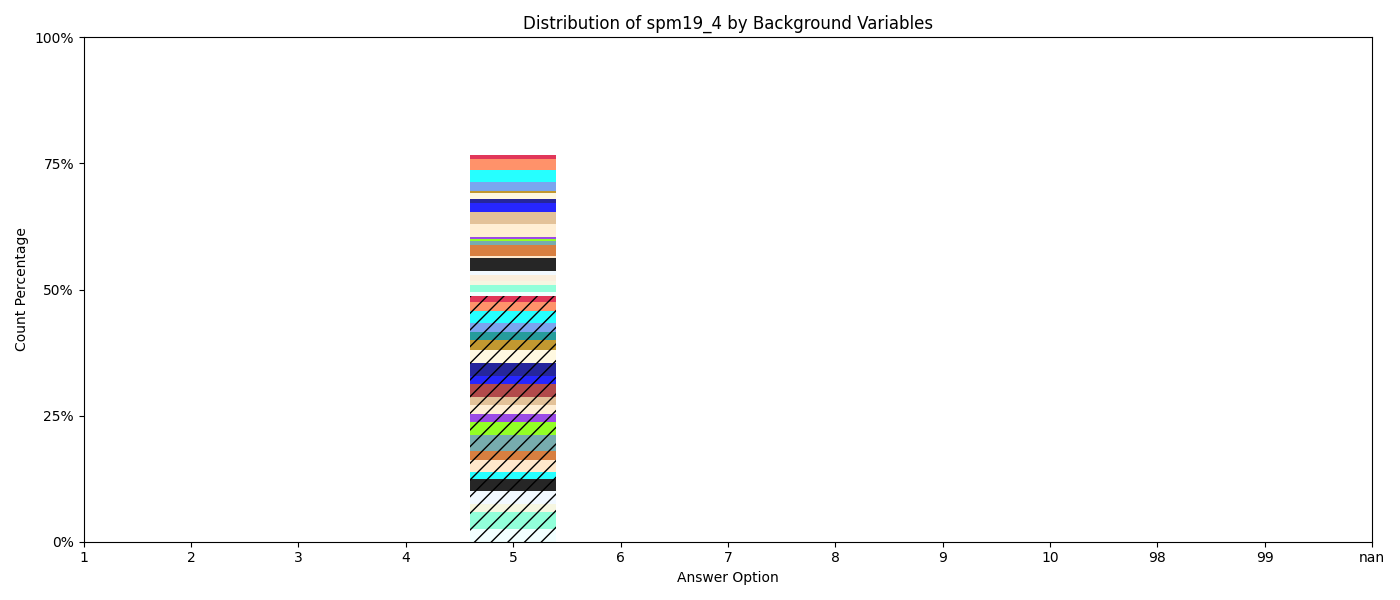 Distribution of spm19_4 by Background Variables
100%
75%
50%
25%
0%
Count Percentage
1 2 3 4 5 6 7 8 9 10 98 99 nan
Answer Option